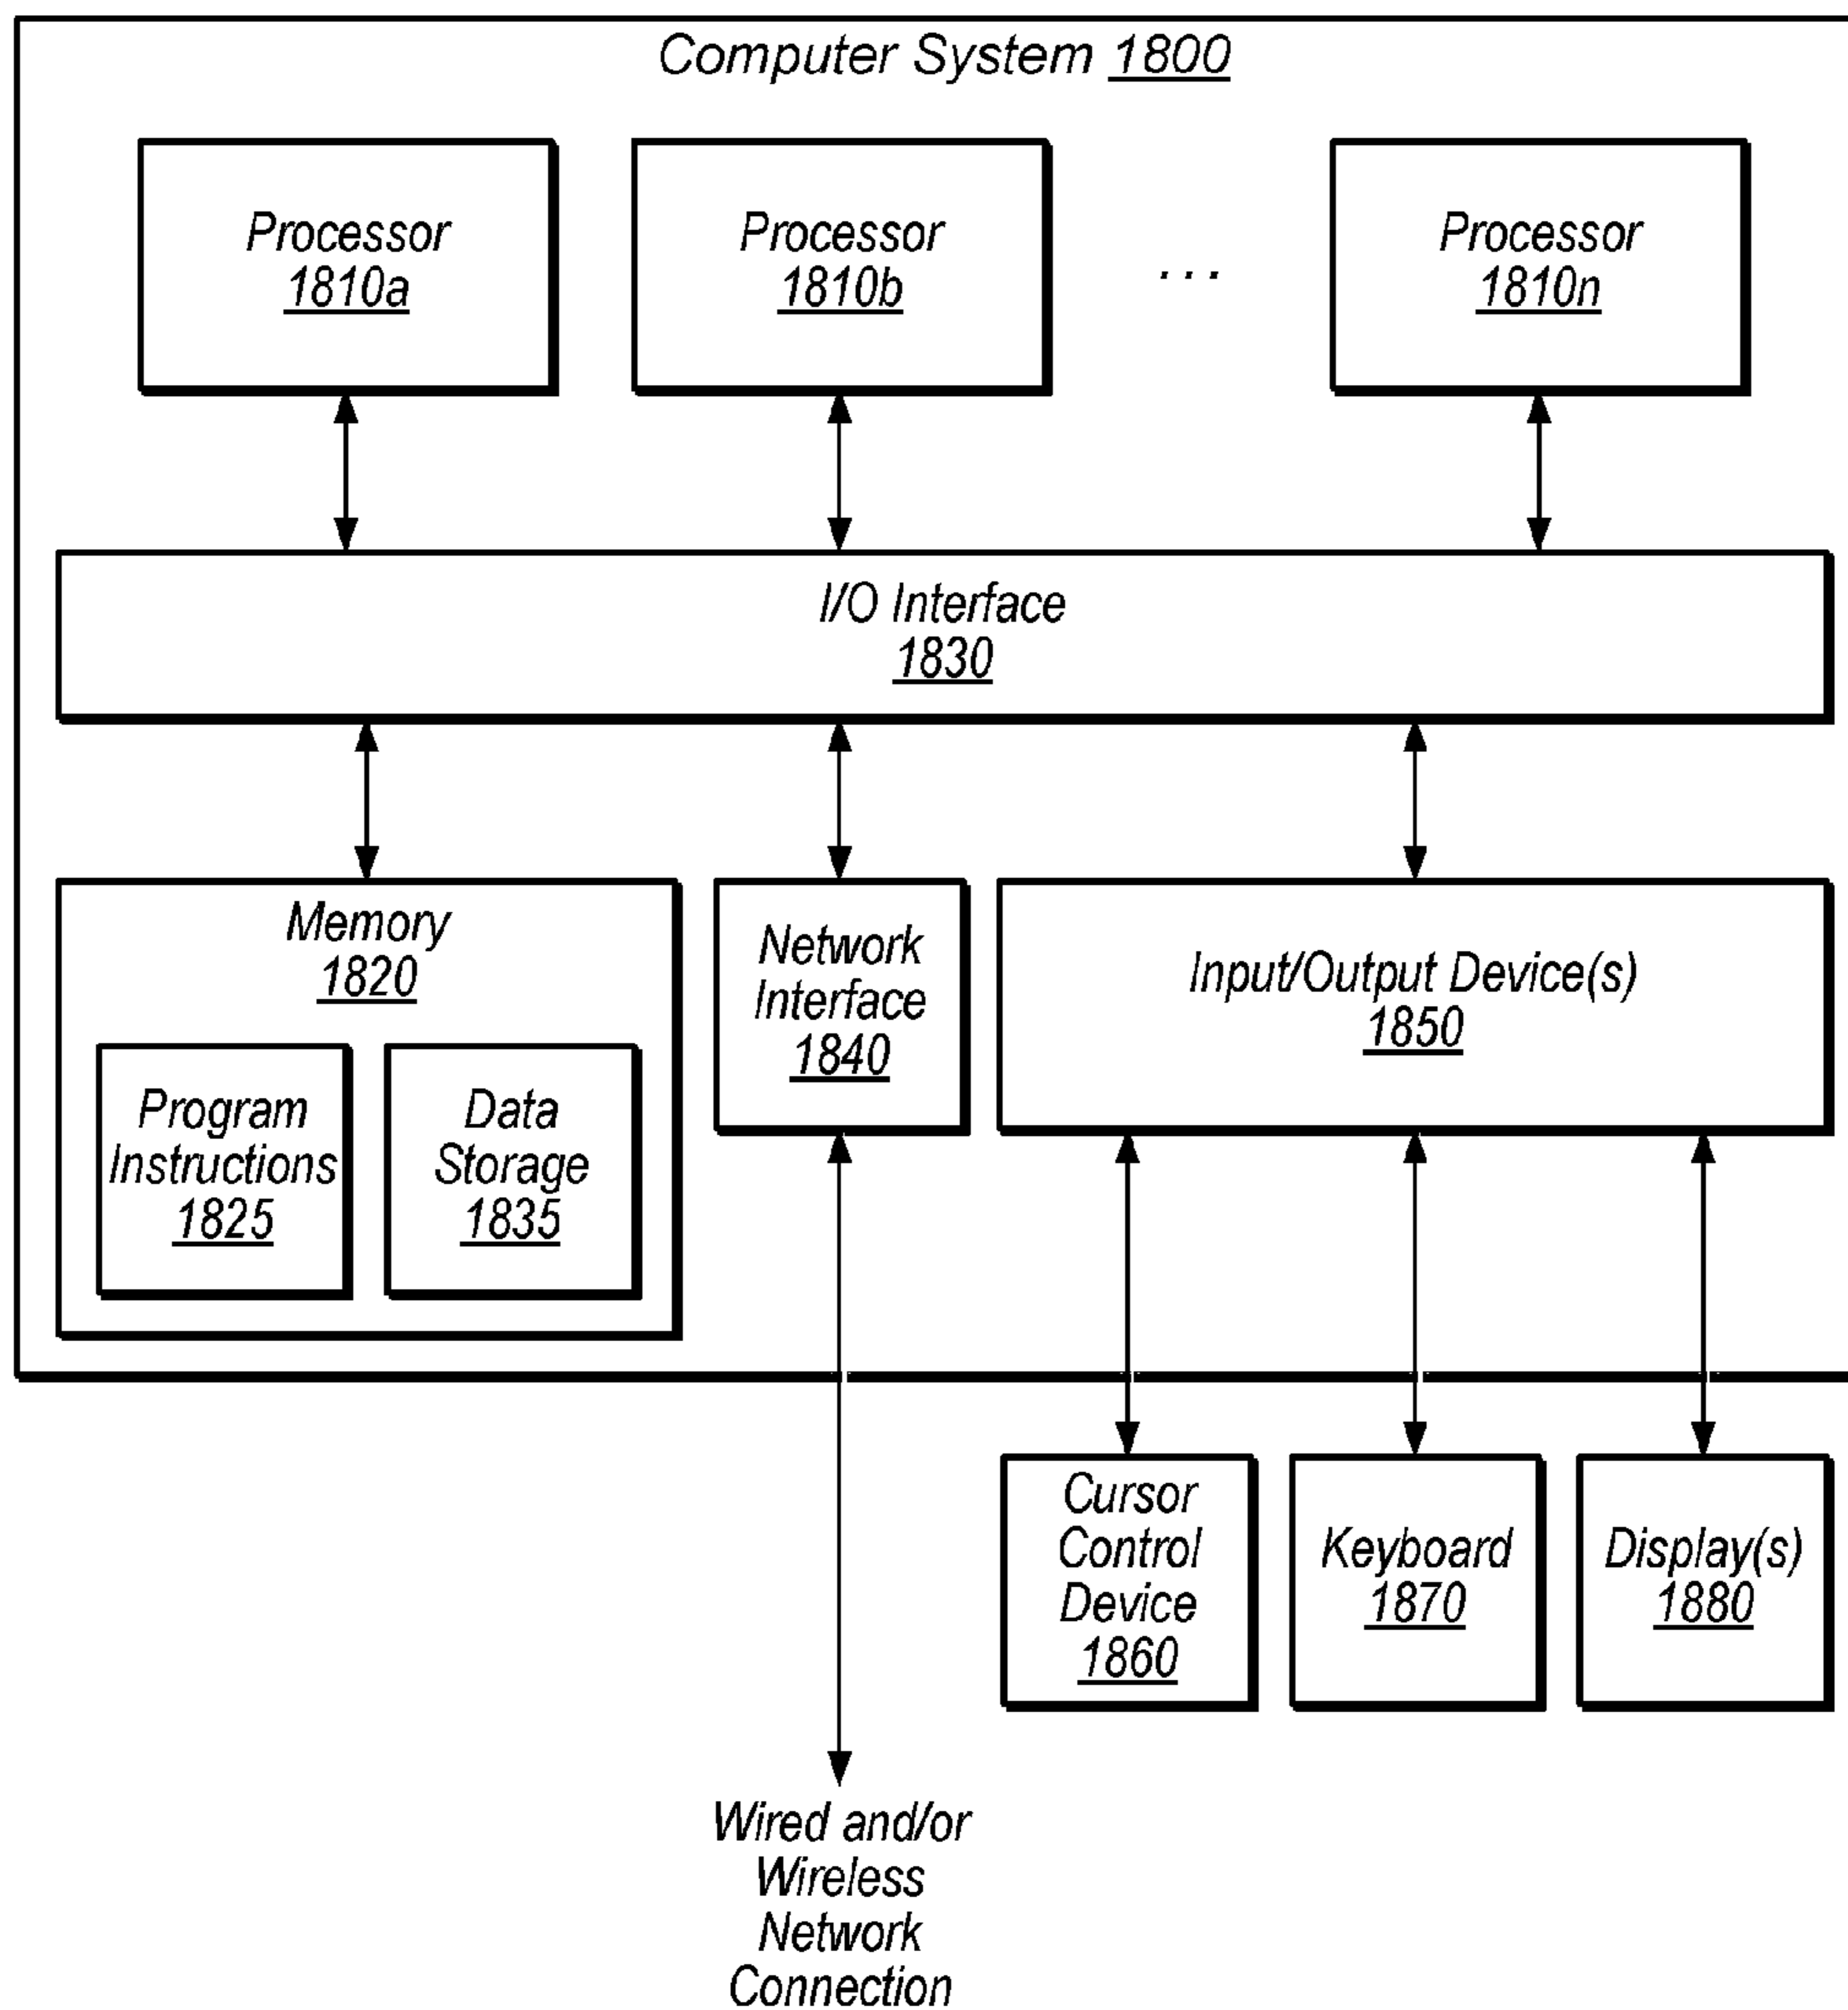 Computer System 1800
Processor
1810a
Processor
1810b
...
Processor
1810n
I/O Interface
1830
Memory
1820
Program
Instructions
1825
Data
Storage
1835
Network
Interface
1840
Input/Output Device(s)
1850
Cursor
Control
Device
1860
Keyboard
1870
Display(s)
1880
Wired and/or
Wireless
Network
Connection